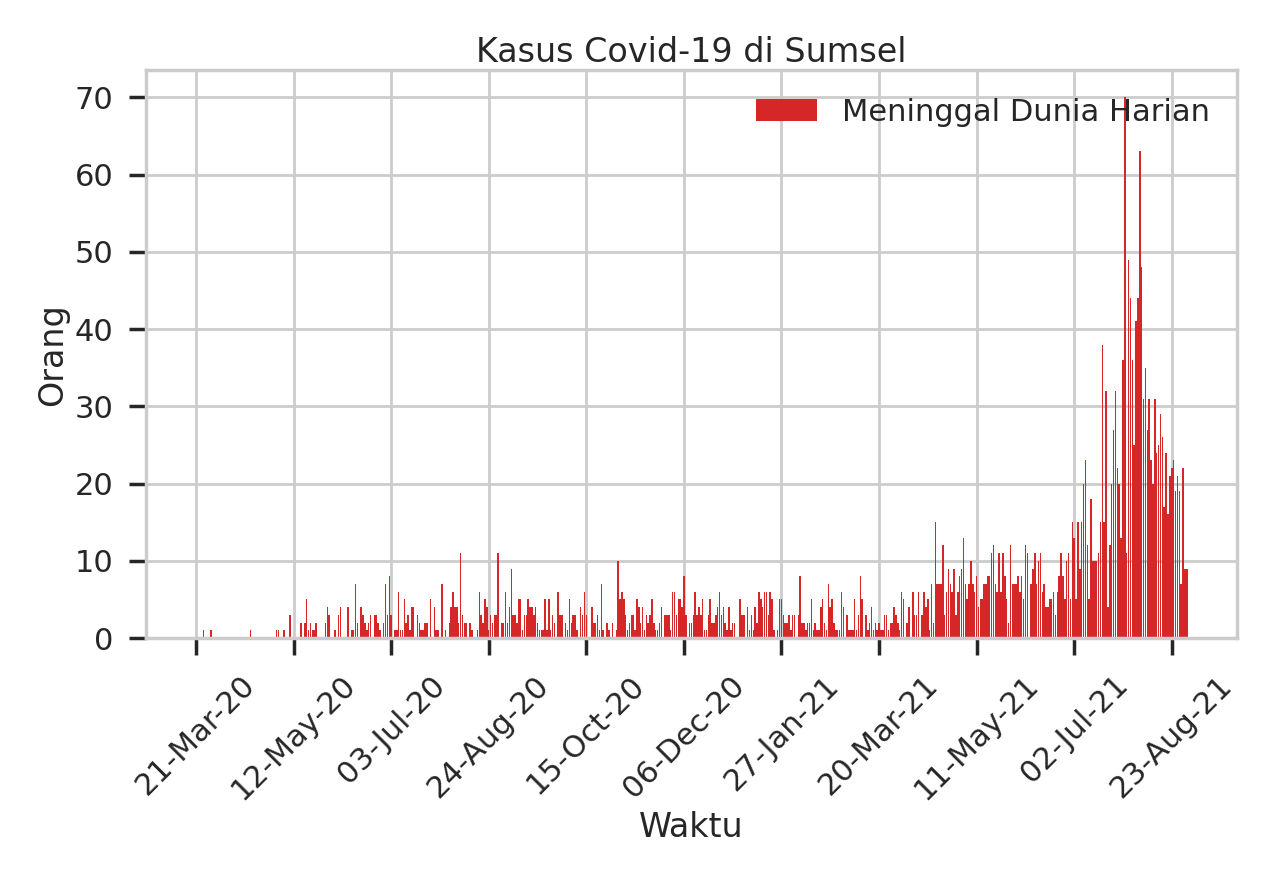 Kasus Covid-19 di Sumsel
Meninggal Dunia Harian
Orang
70
60
50
40
30
20
10
0
21-Mar-20
12-May-20
03-Jul-20
24-Aug-20
15-Oct-20
06-Dec-20
27-Jan-21
20-Mar-21
11-May-21
02-Jul-21
23-Aug-21
Waktu